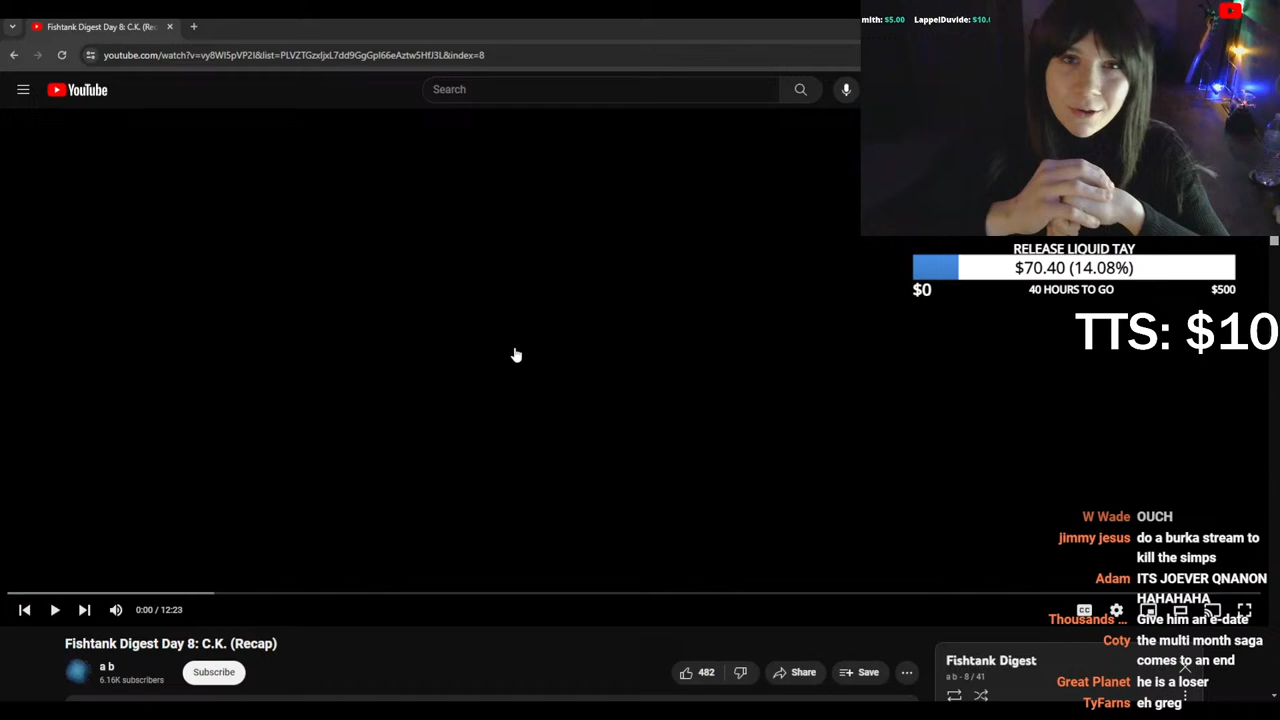 Fishtank Digest Day 8: C.K. (Rec
mith: $5.00 LappelDuvide: $10.
youtube.com/watch?v=vy8WI5pVP2I&list=PLVZTGzxIjxL7dd9GgGpI66eAztw5HfJ3L&index=8
YouTube
Search
RELEASE LIQUID TAY
$70.40 (14.08%)
$0 40 HOURS TO GO $500
TTS: $10
W Wade OUCH
jimmy jesus do a burka stream to
kill the simps
Adam ITS JOEVER QNANON
HAHAHAHA
Thousands ... Give him an e-date
Coty the multi month saga
comes to an end
Great Planet he is a loser
TyFarns eh greg
0:00 / 12:23
CC
Fishtank Digest Day 8: C.K. (Recap)
a b
6.16K subscribers
Subscribe
482
Share
Save
Fishtank Digest
a b - 8 / 41